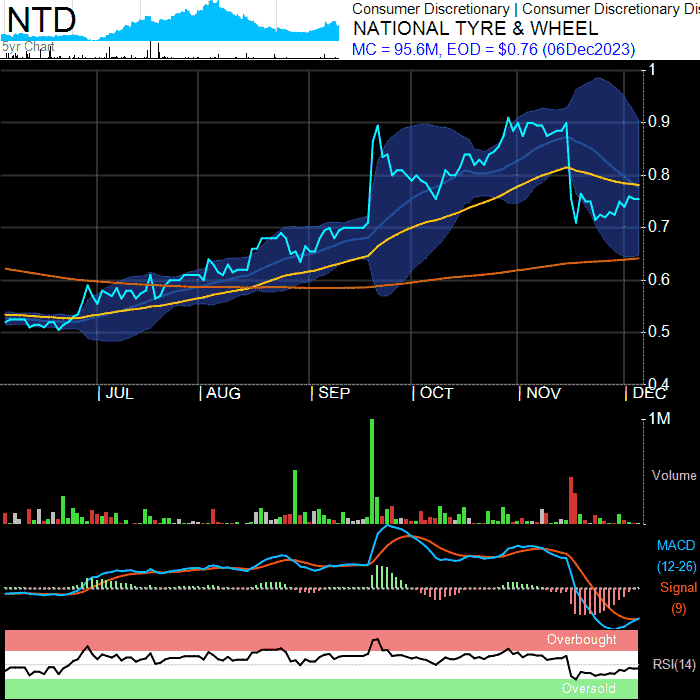 NTD
5yr Chart
Consumer Discretionary | Consumer Discretionary Dis
NATIONAL TYRE & WHEEL
MC = 95.6M, EOD = $0.76 (06Dec2023)
1
0.9
0.8
0.7
0.6
0.5
0.4
| JUL | AUG | SEP | OCT | NOV | DEC
1M
Volume
MACD
(12-26)
Signal
(9)
Overbought
RSI(14)
Oversold